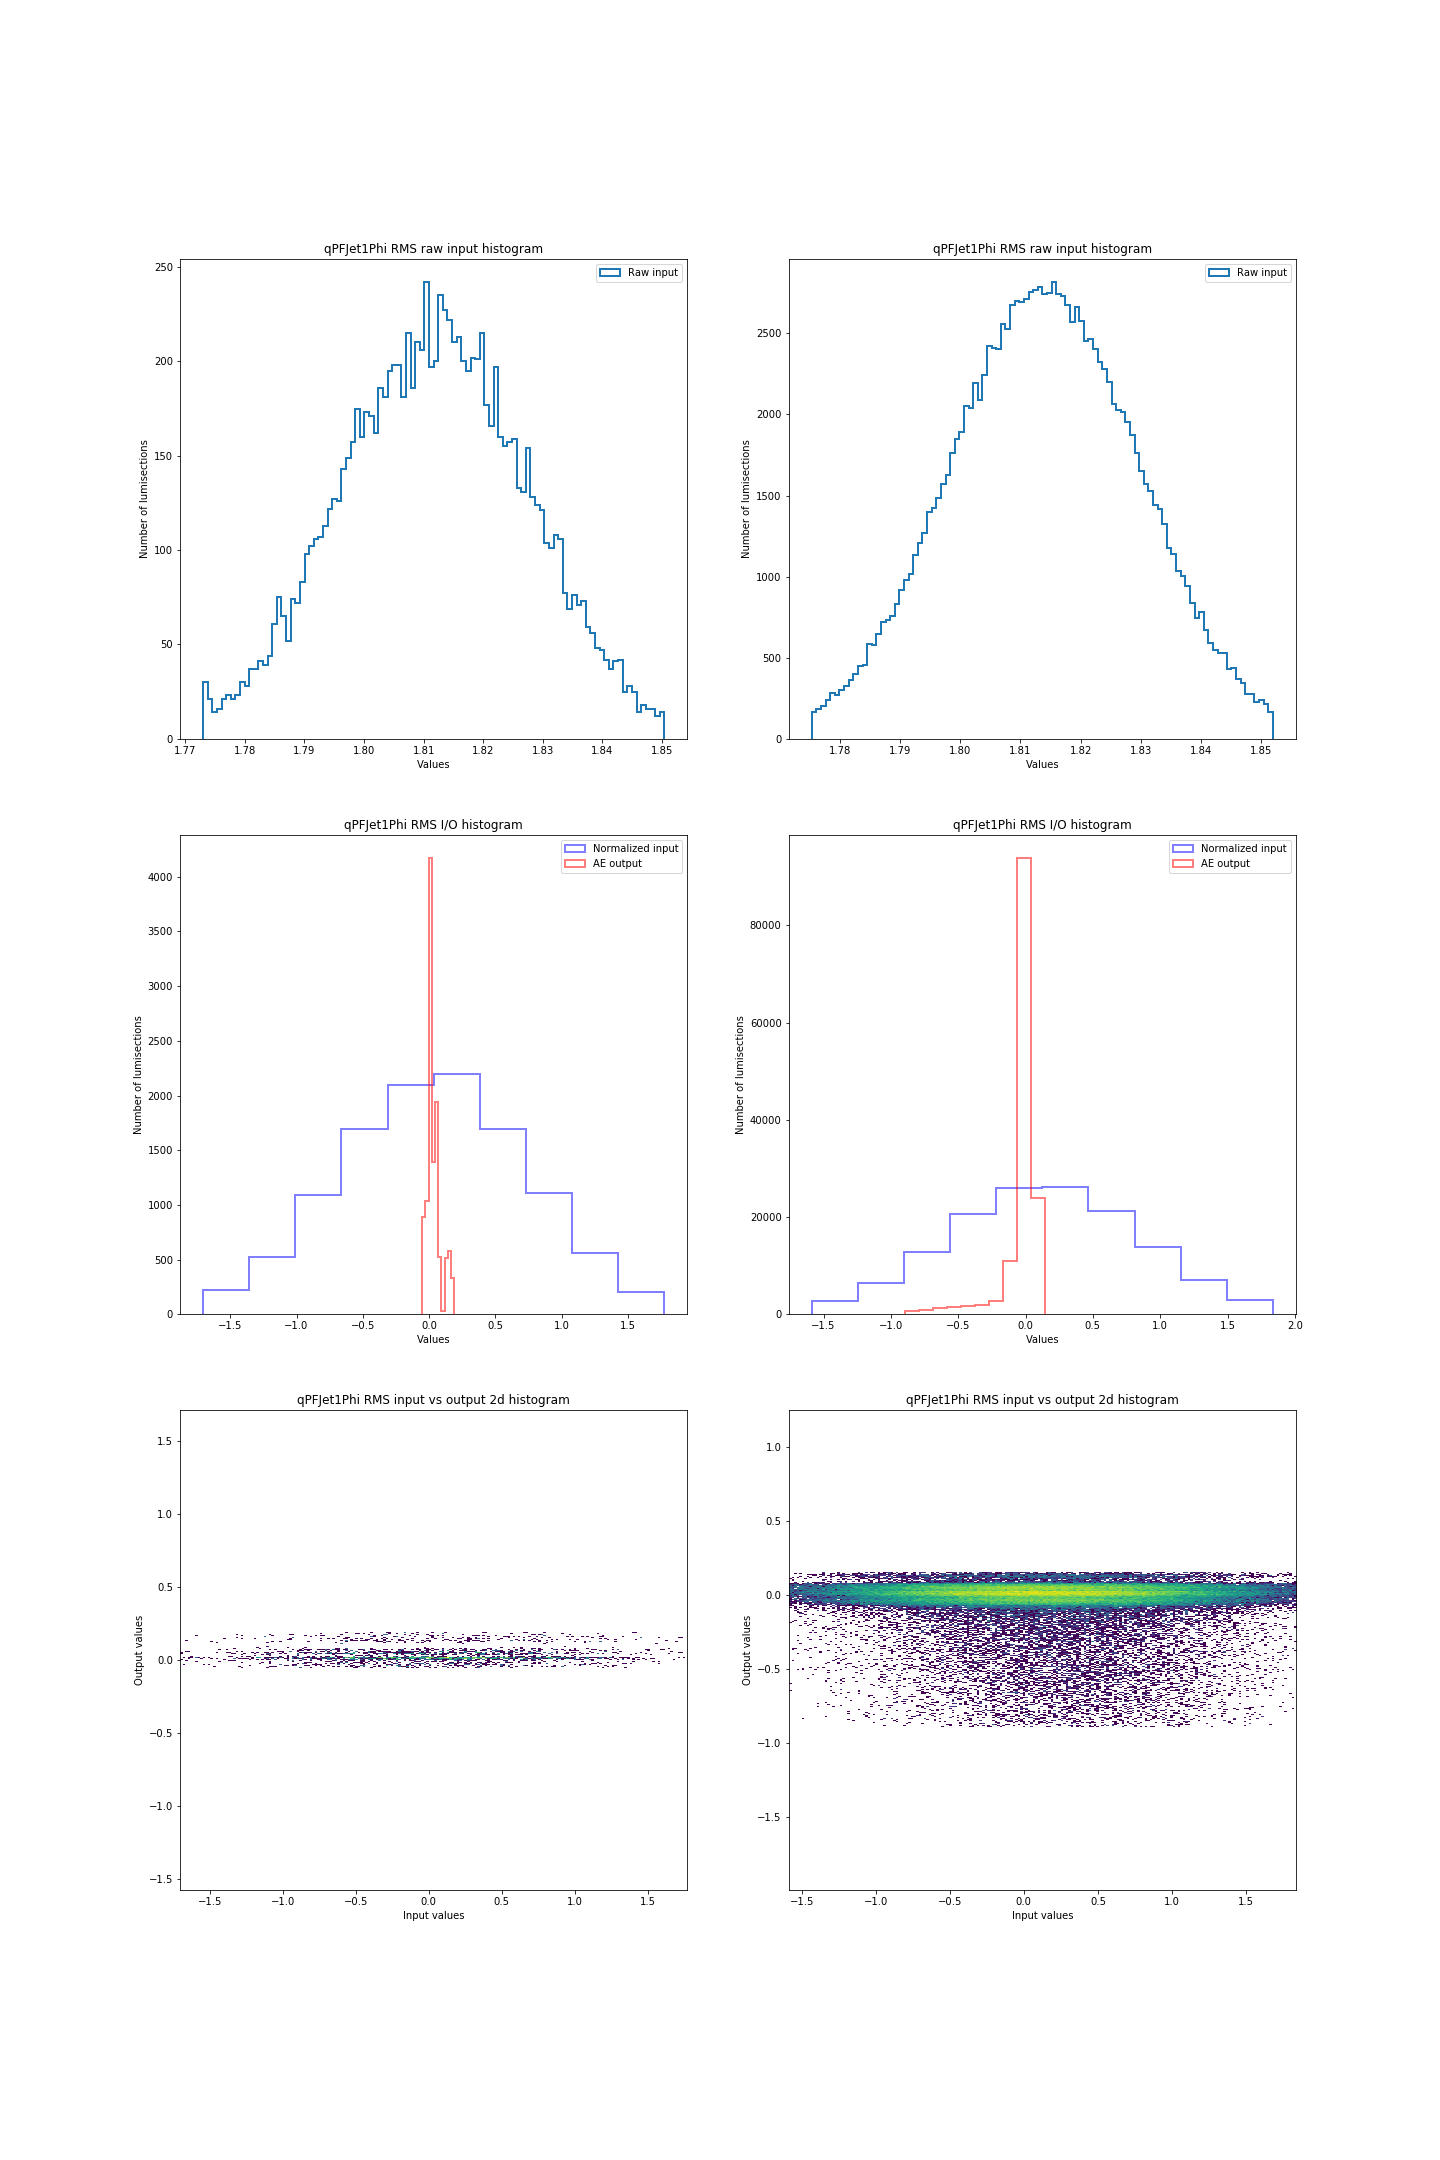 qPFJet1Phi RMS raw input histogram
Raw input
250
200
150
100
50
0
Number of lumisections
1.77 1.78 1.79 1.80 1.81 1.82 1.83 1.84 1.85
Values
qPFJet1Phi RMS raw input histogram
Raw input
2500
2000
1500
1000
500
0
Number of lumisections
1.78 1.79 1.80 1.81 1.82 1.83 1.84 1.85
Values
qPFJet1Phi RMS I/O histogram
Normalized input
AE output
4000
3500
3000
2500
2000
1500
1000
500
0
Number of lumisections
−1.5 −1.0 −0.5 0.0 0.5 1.0 1.5
Values
qPFJet1Phi RMS I/O histogram
Normalized input
AE output
80000
60000
40000
20000
0
Number of lumisections
−1.5 −1.0 −0.5 0.0 0.5 1.0 1.5 2.0
Values
qPFJet1Phi RMS input vs output 2d histogram
1.5
1.0
0.5
0.0
−0.5
−1.0
−1.5
Output values
−1.5 −1.0 −0.5 0.0 0.5 1.0 1.5
Input values
qPFJet1Phi RMS input vs output 2d histogram
1.0
0.5
0.0
−0.5
−1.0
−1.5
Output values
−1.5 −1.0 −0.5 0.0 0.5 1.0 1.5
Input values